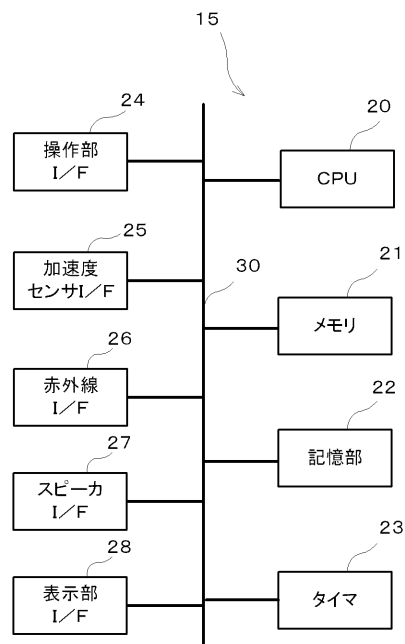 15
24
操作部
I／F
20
CPU
25
加速度
センサI／F
30
21
メモリ
26
赤外線
I／F
22
記憶部
27
スピーカ
I／F
23
タイマ
28
表示部
I／F